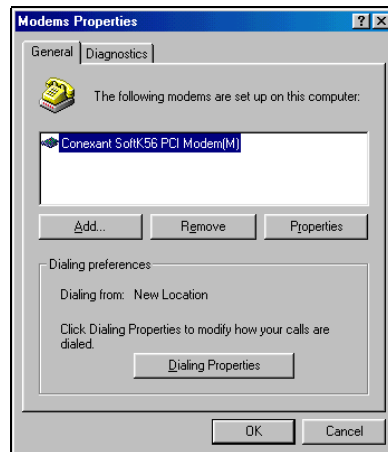 Modems Properties
General
Diagnostics
The following modems are set up on this computer:
Conexant SoftK56 PCI Modem(M)
Add...
Remove
Properties
Dialing preferences
Dialing from: New Location
Click Dialing Properties to modify how your calls are
dialed.
Dialing Properties
OK
Cancel